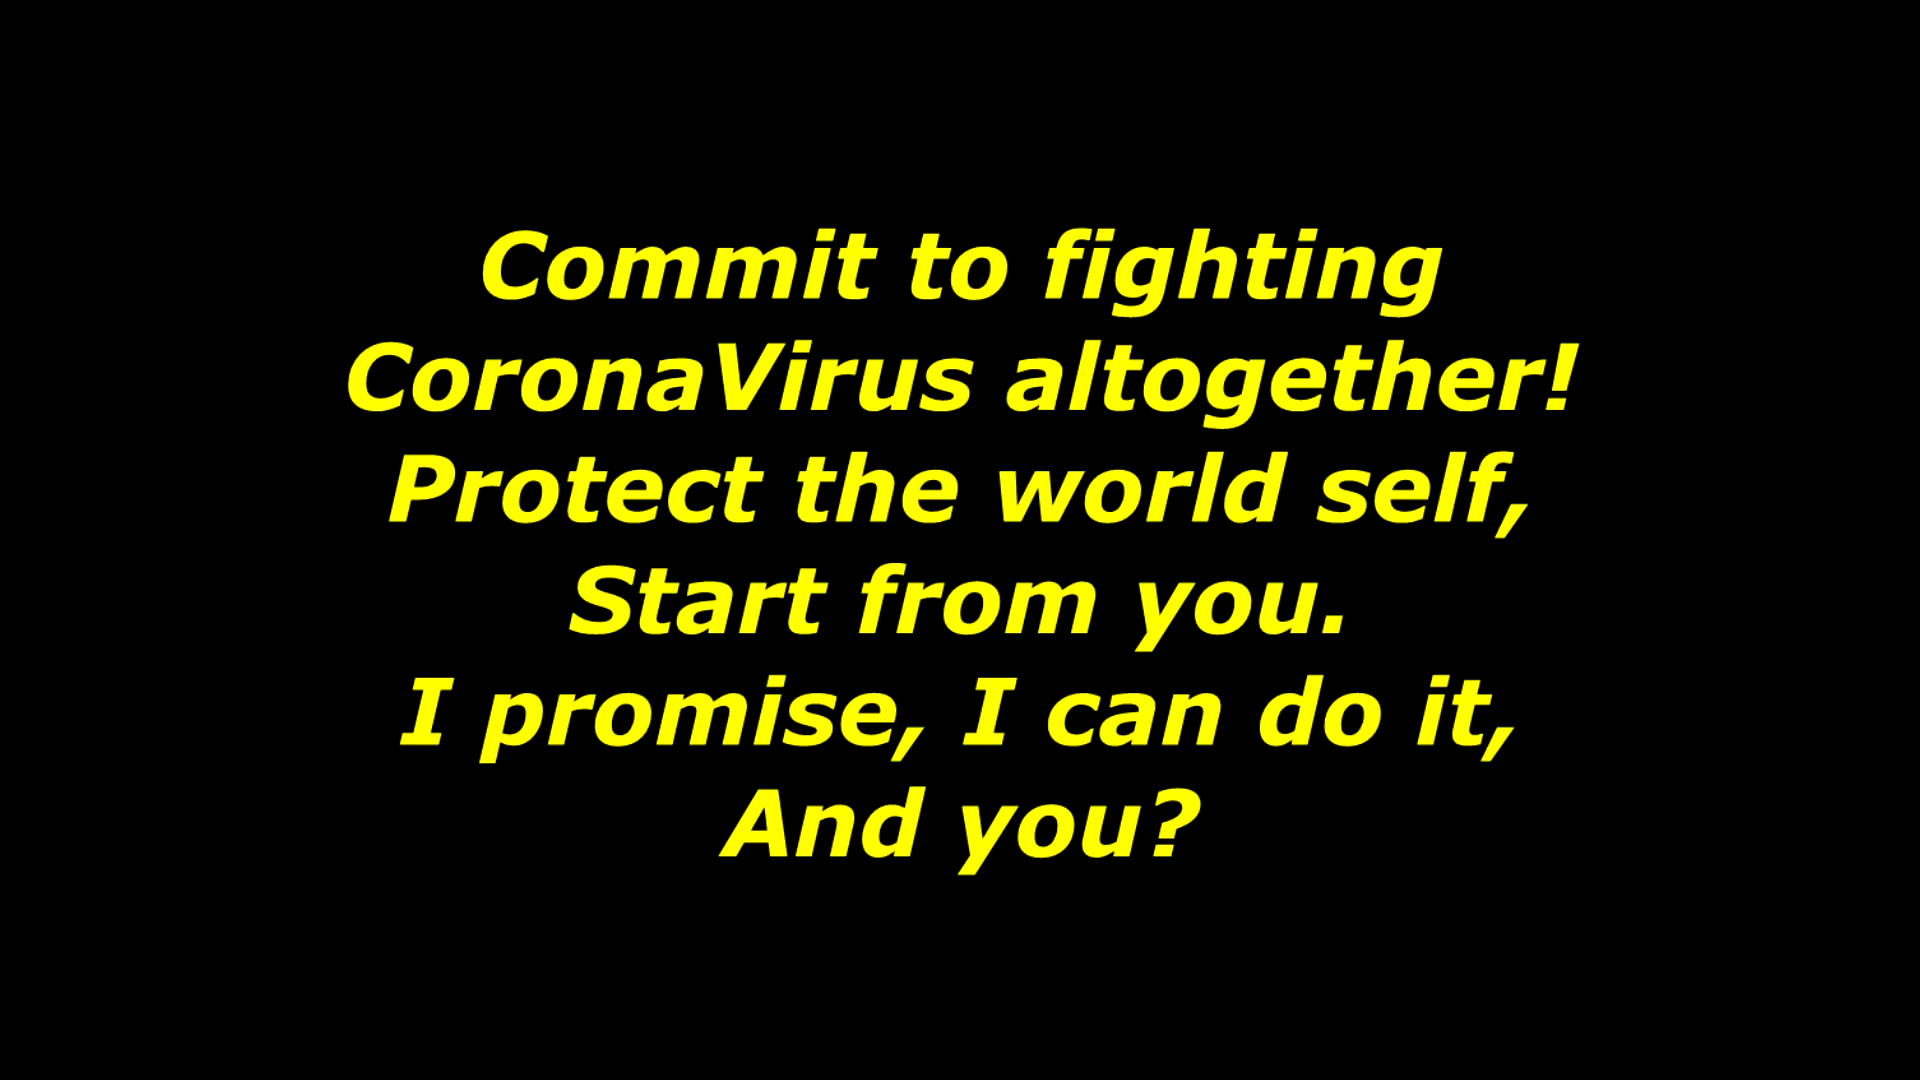 Commit to fighting
CoronaVirus altogether!
Protect the world self,
Start from you.
I promise, I can do it,
And you?